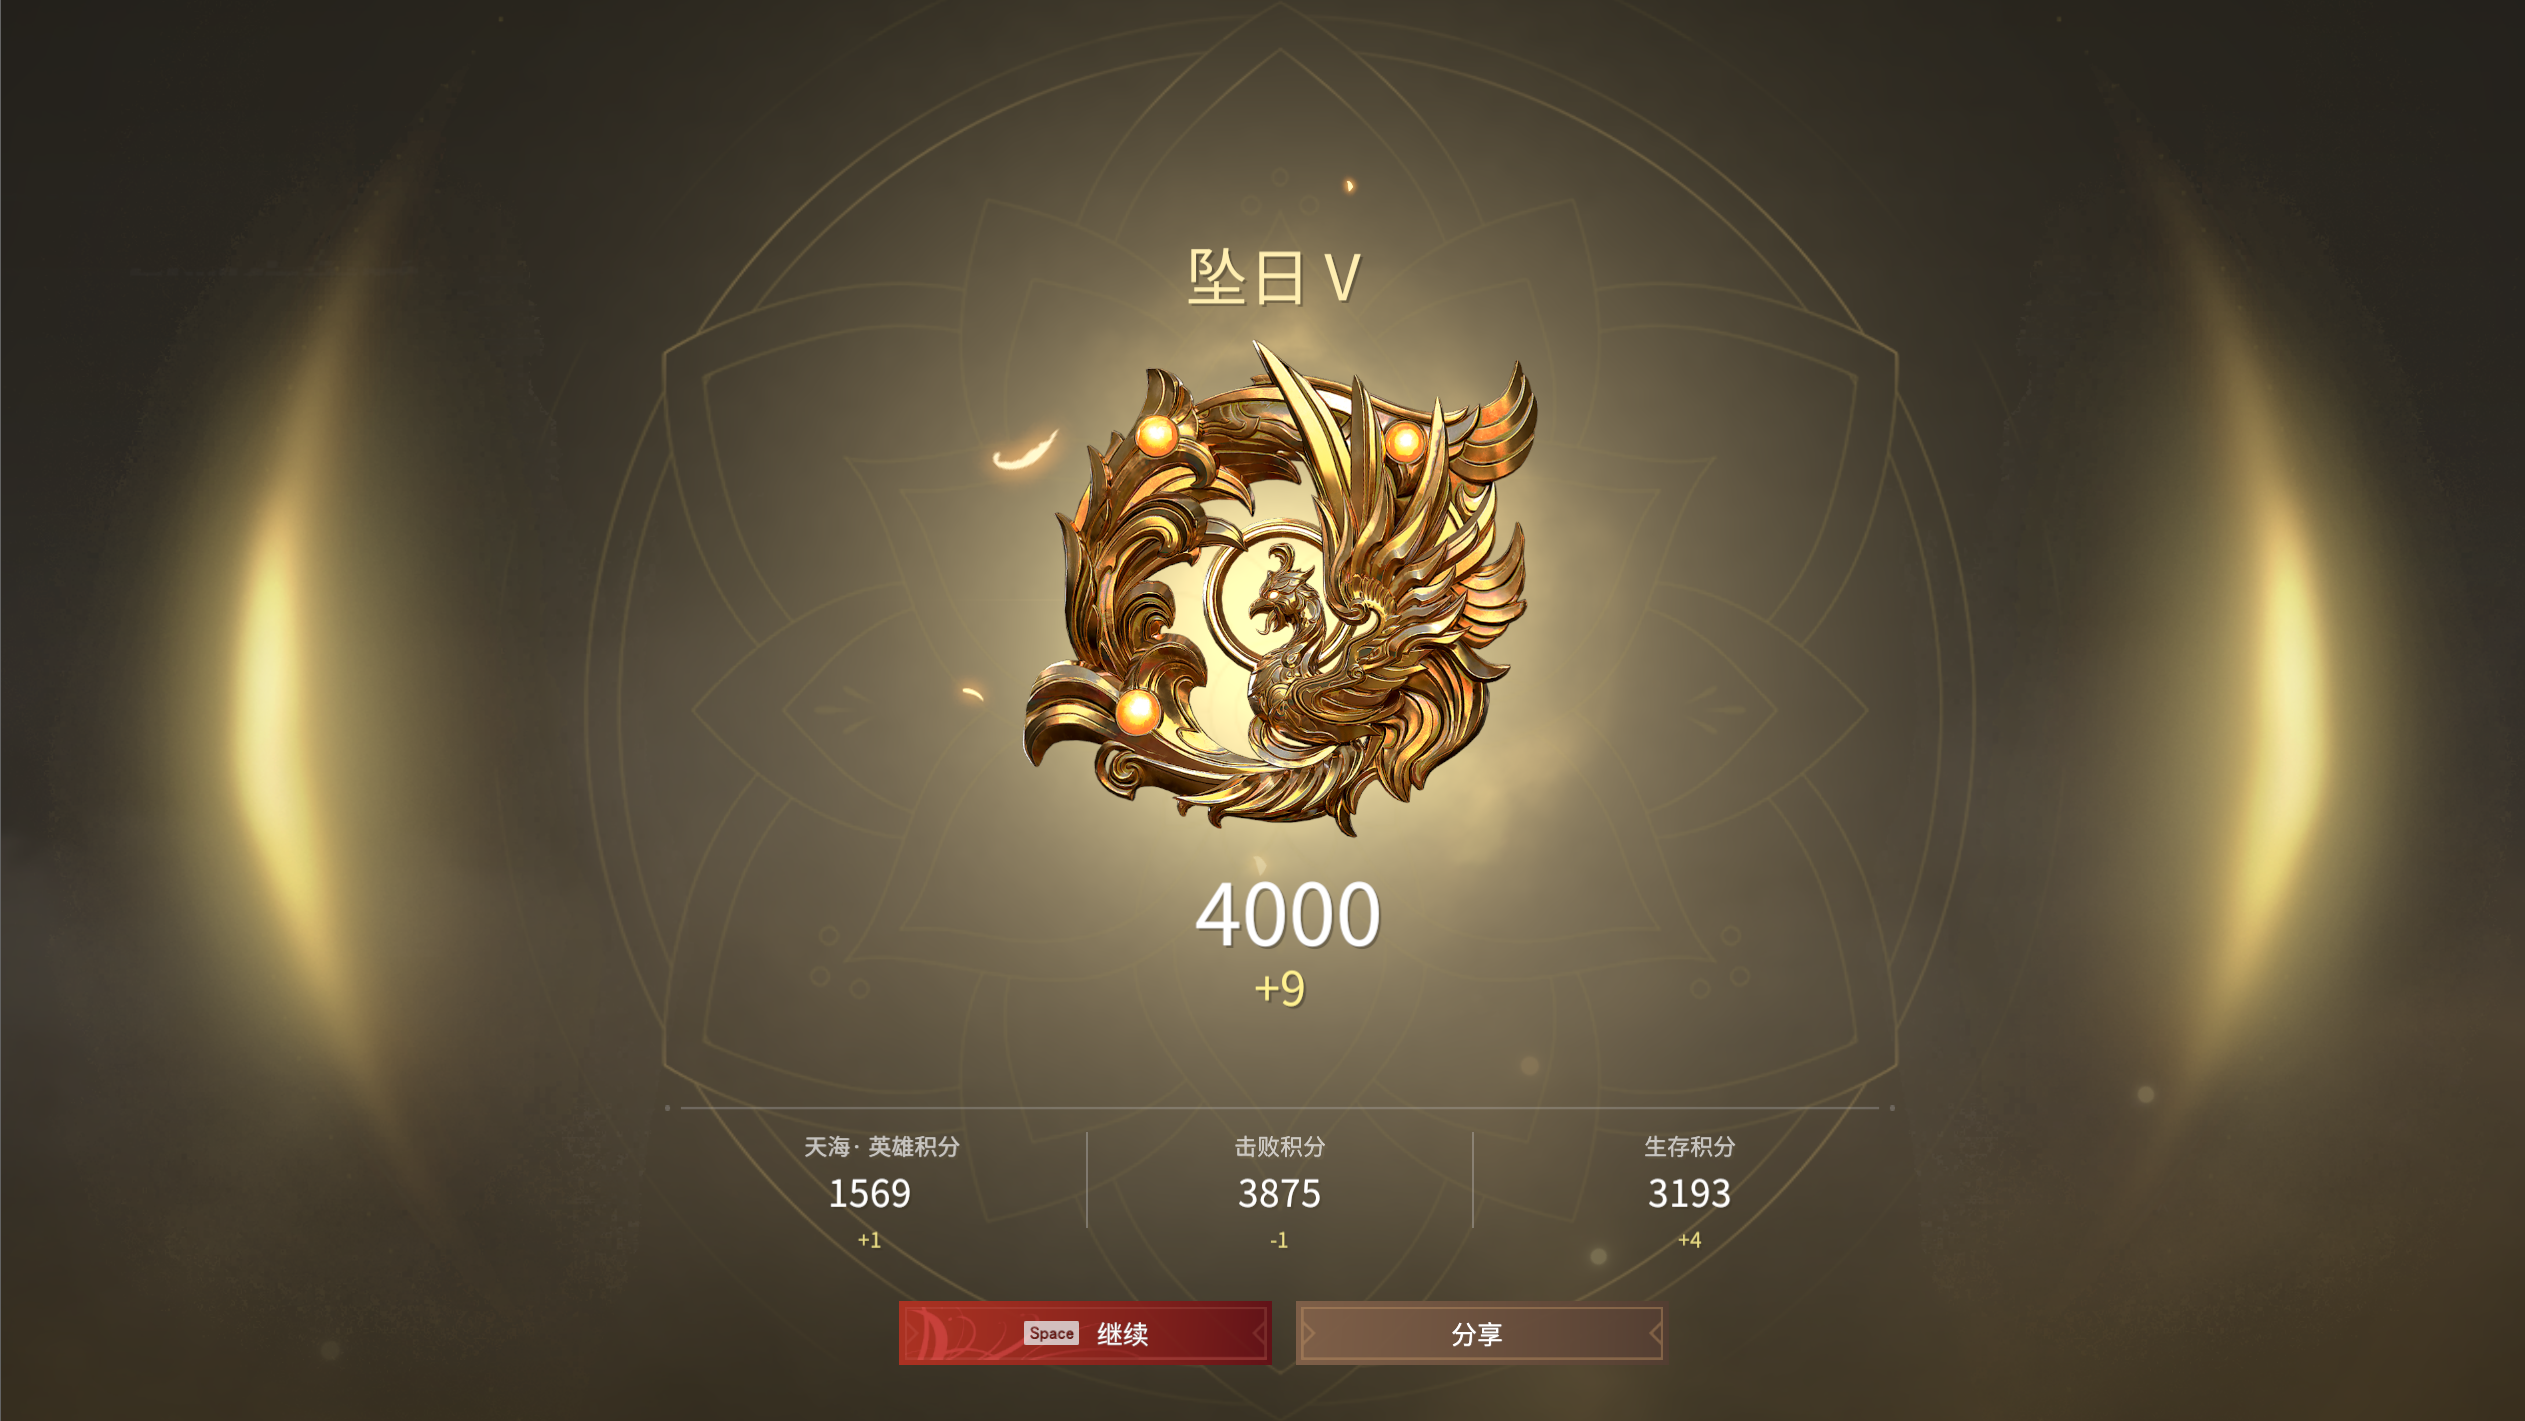 坠日 V
4000
+9
天海 · 英雄积分
击败积分
生存积分
1569
3875
3193
+1
-1
+4
Space 继续
分享